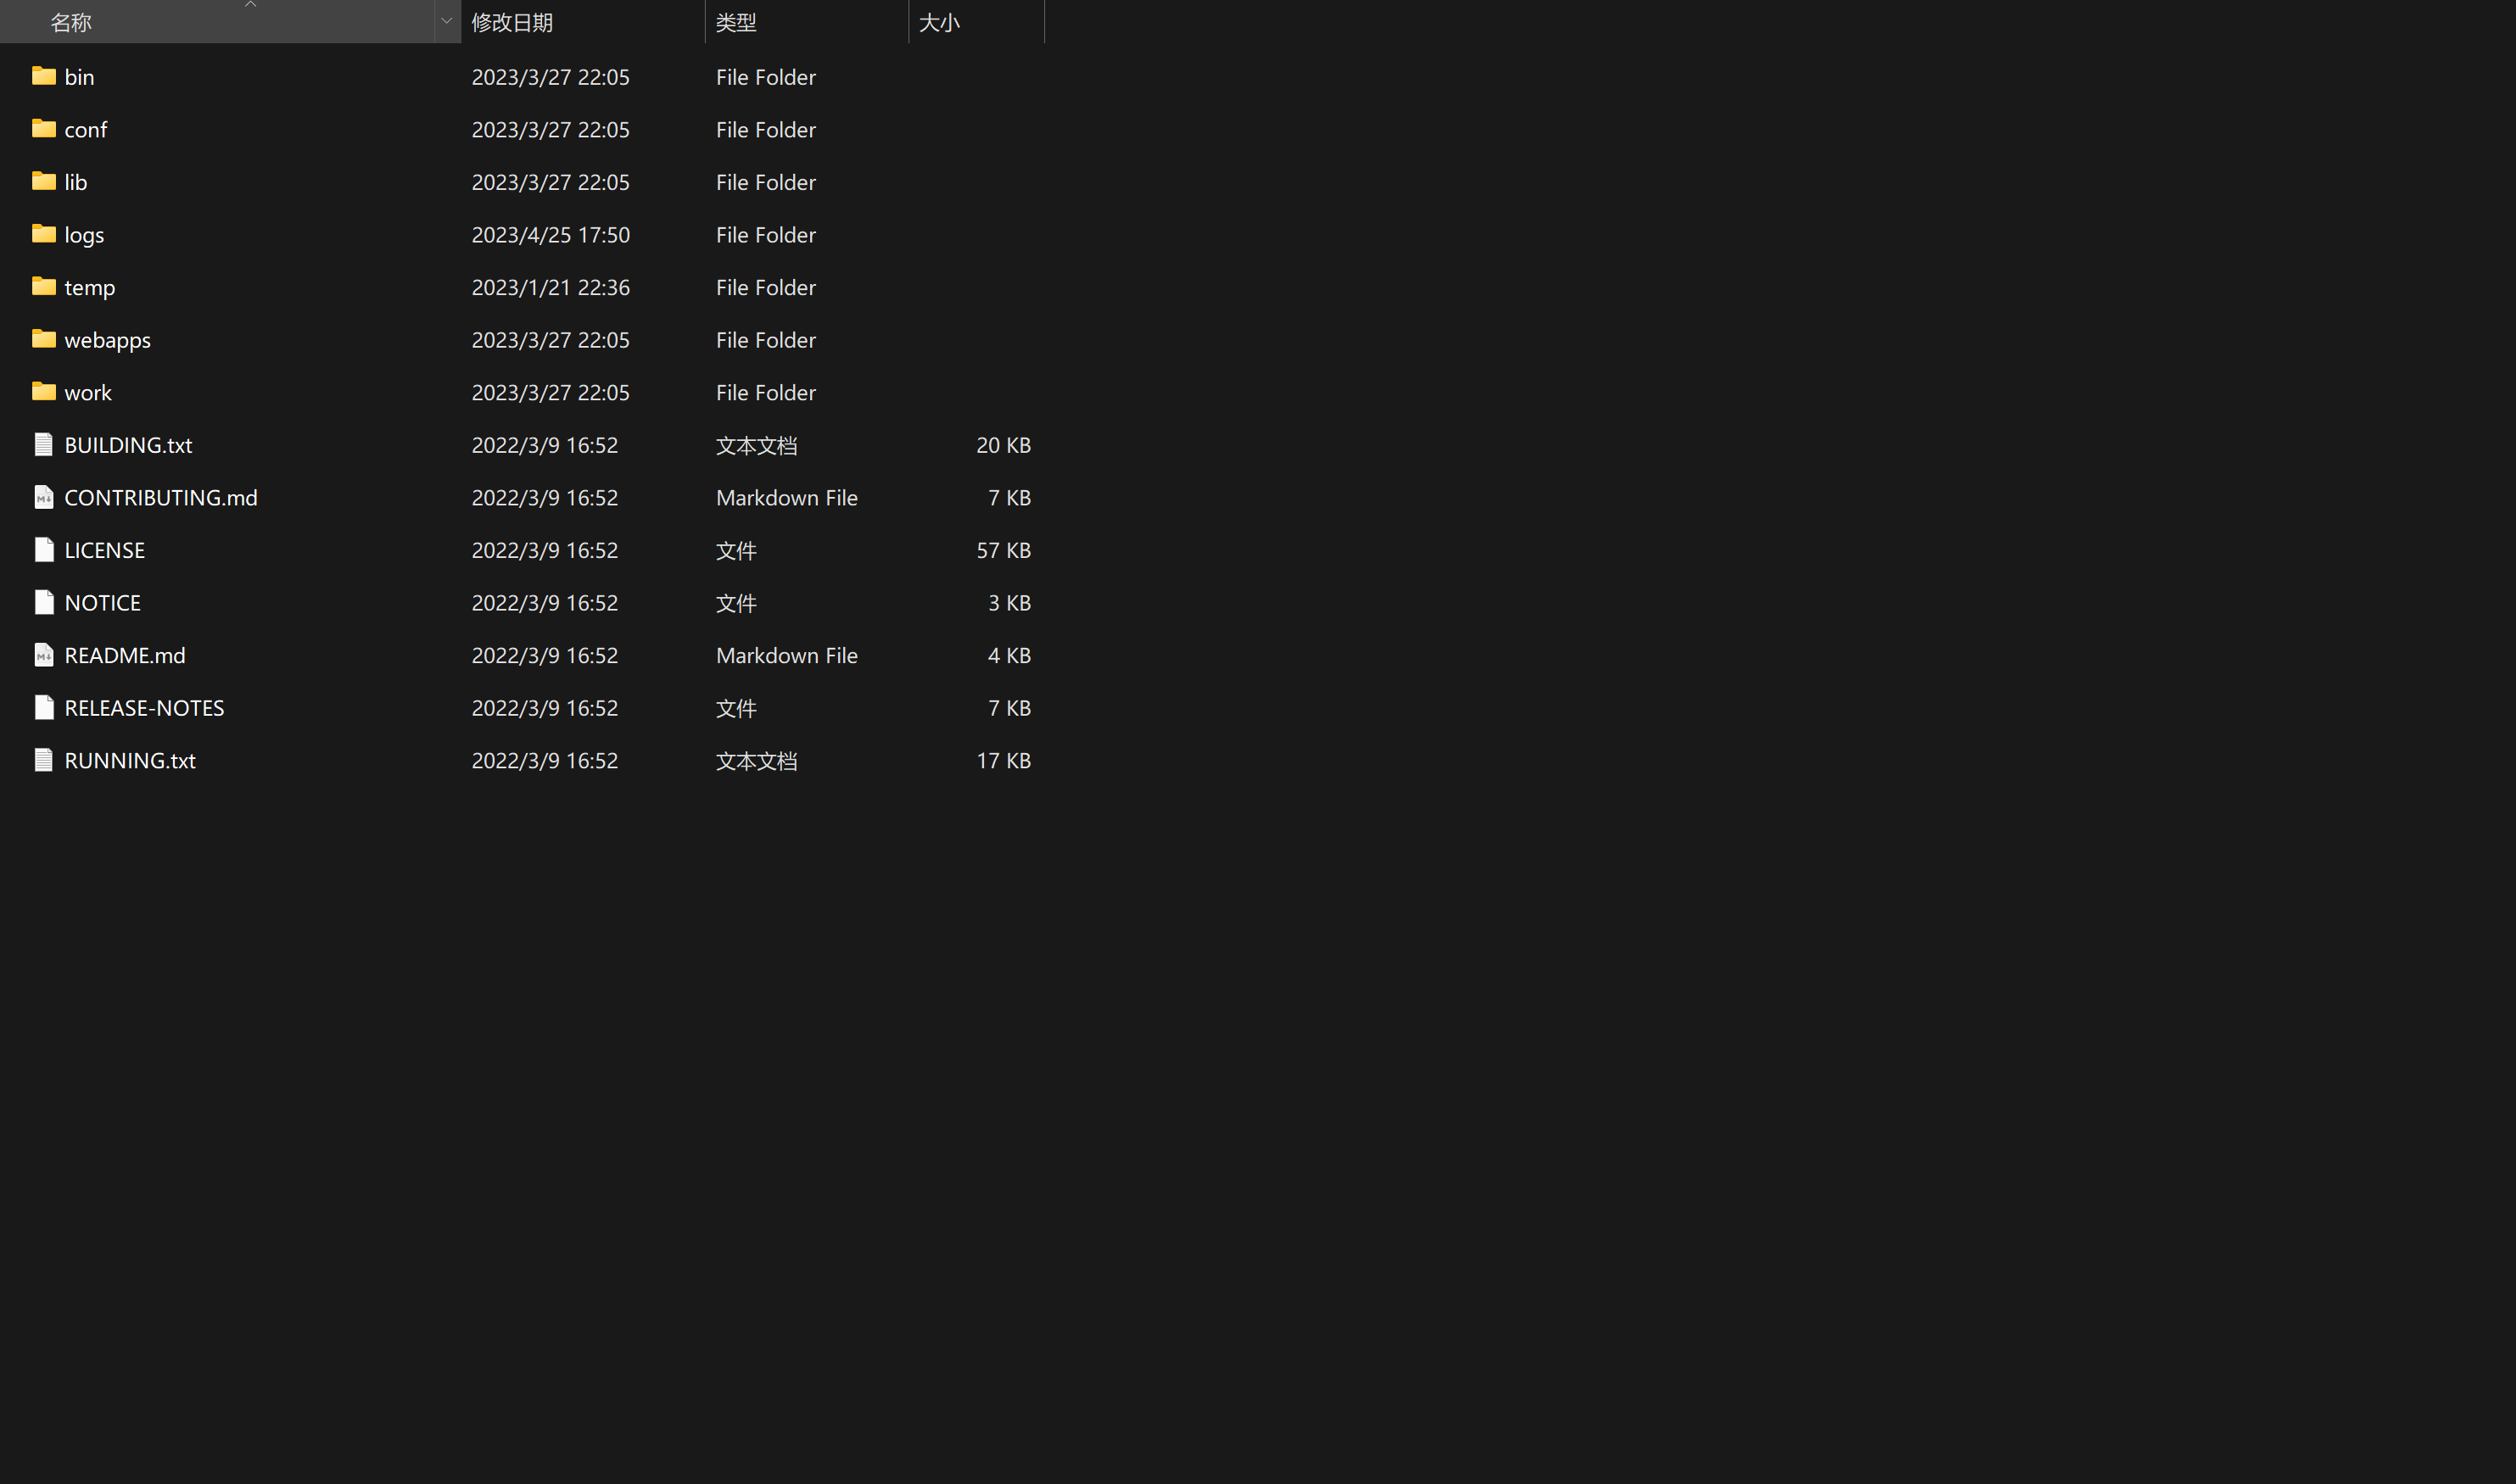 名称 修改日期 类型 大小
bin 2023/3/27 22:05 File Folder
conf 2023/3/27 22:05 File Folder
lib 2023/3/27 22:05 File Folder
logs 2023/4/25 17:50 File Folder
temp 2023/1/21 22:36 File Folder
webapps 2023/3/27 22:05 File Folder
work 2023/3/27 22:05 File Folder
BUILDING.txt 2022/3/9 16:52 文本文档 20 KB
CONTRIBUTING.md 2022/3/9 16:52 Markdown File 7 KB
LICENSE 2022/3/9 16:52 文件 57 KB
NOTICE 2022/3/9 16:52 文件 3 KB
README.md 2022/3/9 16:52 Markdown File 4 KB
RELEASE-NOTES 2022/3/9 16:52 文件 7 KB
RUNNING.txt 2022/3/9 16:52 文本文档 17 KB